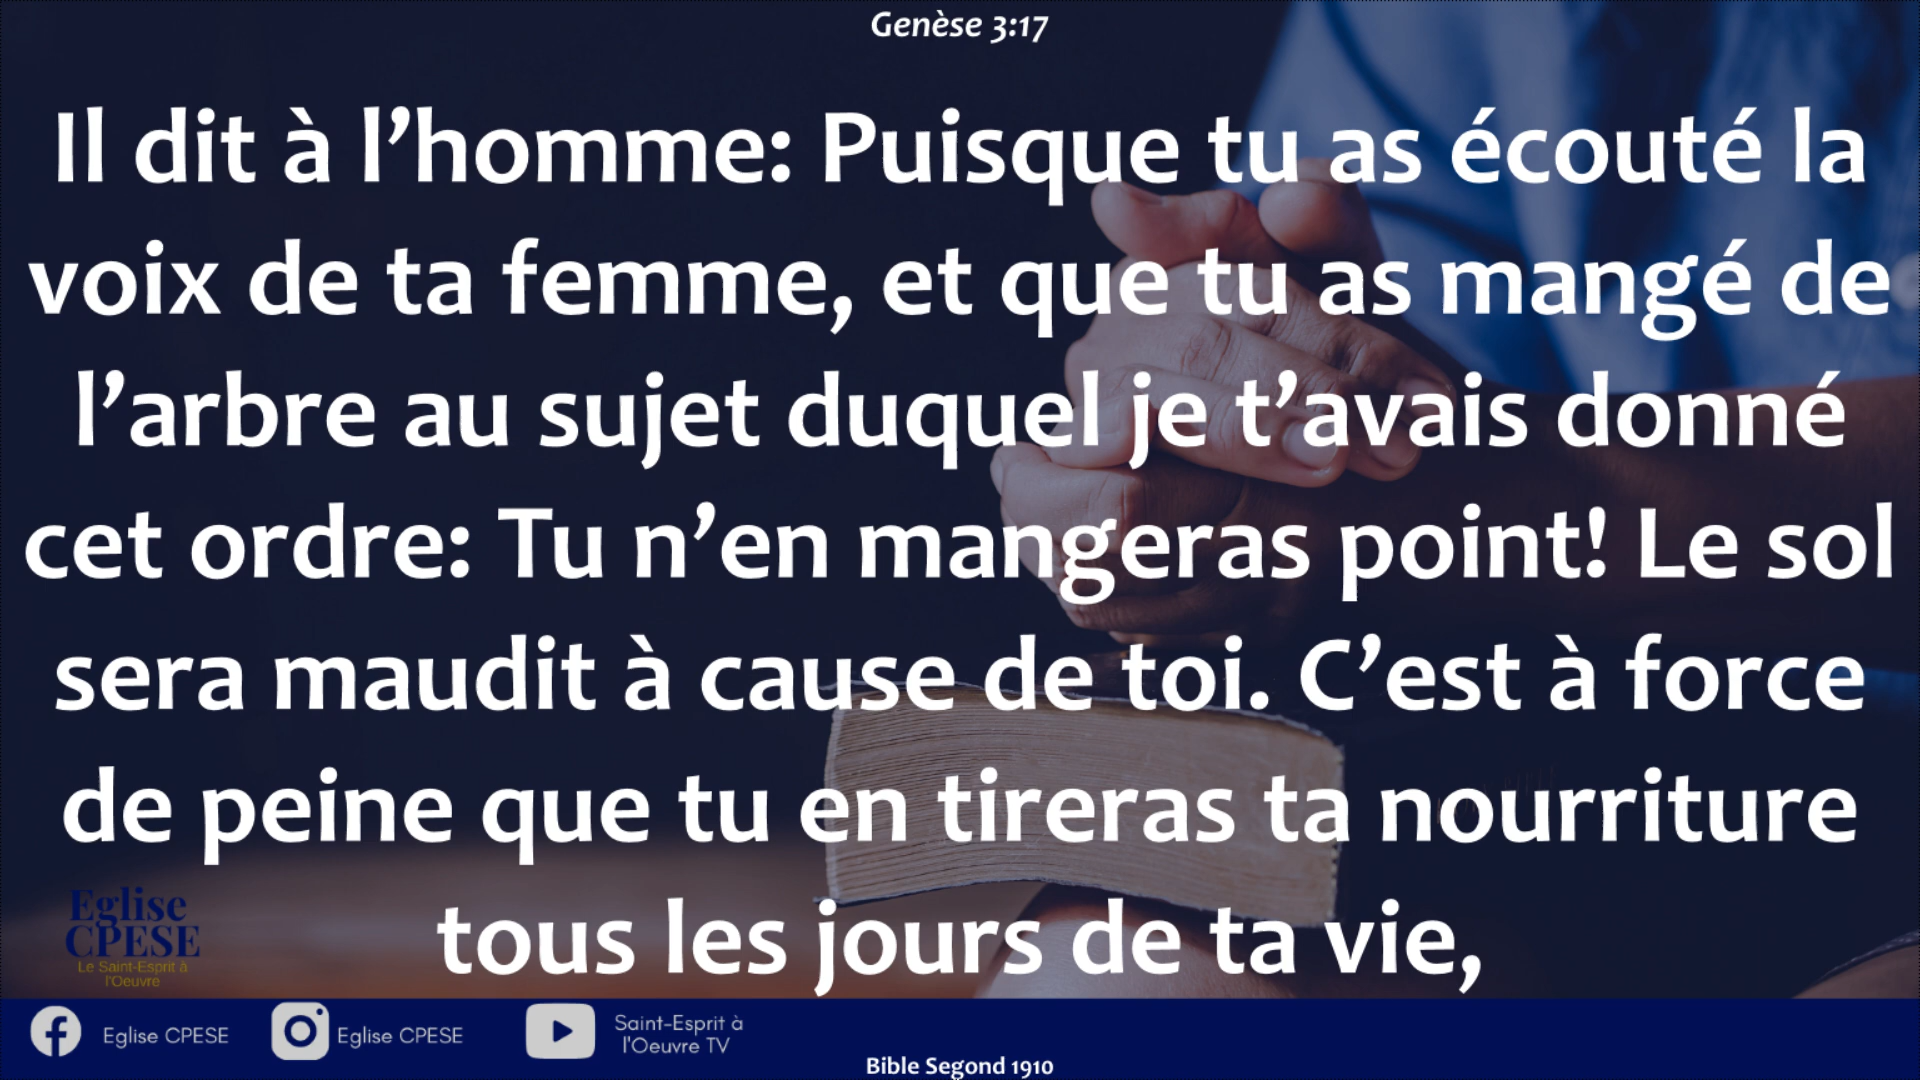 Genèse 3:17
Il dit à l’homme: Puisque tu as écouté la
voix de ta femme, et que tu as mangé de
l’arbre au sujet duquel je t’avais donné
cet ordre: Tu n’en mangeras point! Le sol
sera maudit à cause de toi. C’est à force
de peine que tu en tireras ta nourriture
tous les jours de ta vie,
Eglise
CPESE
Le Saint-Esprit à
l'Oeuvre
Eglise CPESE
Eglise CPESE
Saint-Esprit à
l'Oeuvre TV
Bible Segond 1910